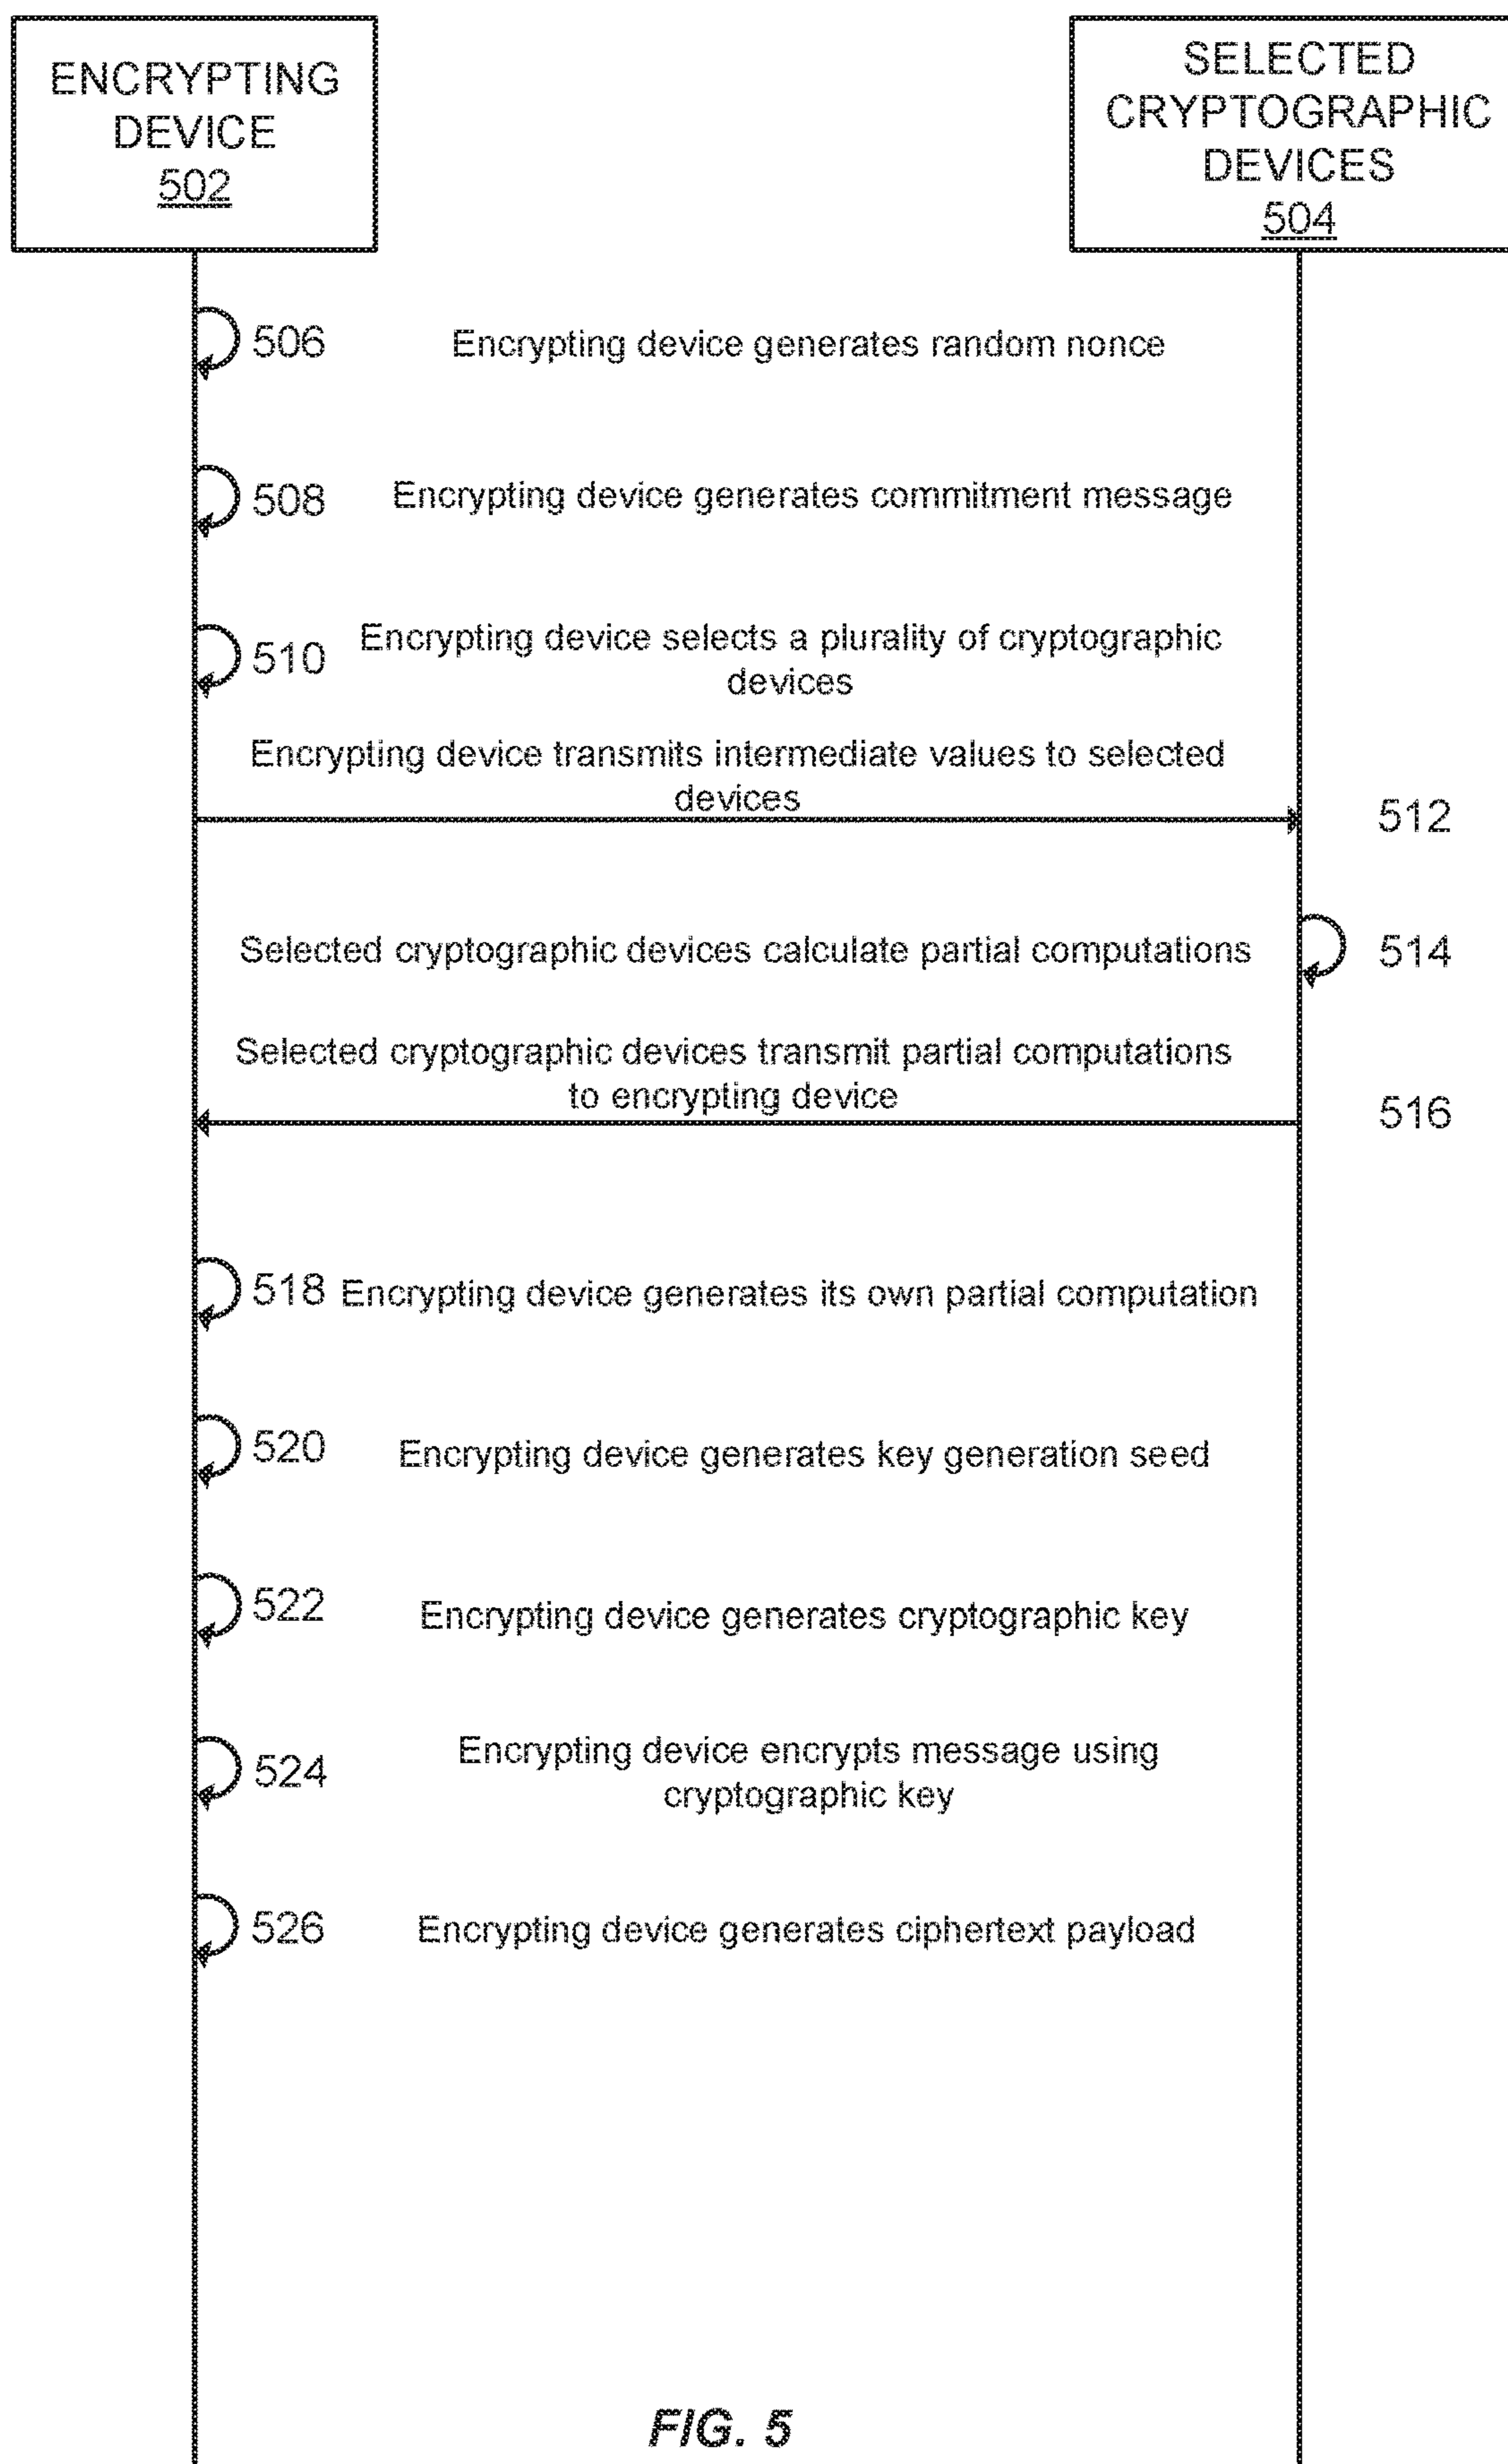 ENCRYPTING
DEVICE
502
SELECTED
CRYPTOGRAPHIC
DEVICES
504
506 Encrypting device generates random nonce
508 Encrypting device generates commitment message
510 Encrypting device selects a plurality of cryptographic
devices
Encrypting device transmits intermediate values to selected
devices
512
Selected cryptographic devices calculate partial computations 514
Selected cryptographic devices transmit partial computations
to encrypting device
516
518 Encrypting device generates its own partial computation
520 Encrypting device generates key generation seed
522 Encrypting device generates cryptographic key
524 Encrypting device encrypts message using
cryptographic key
526 Encrypting device generates ciphertext payload
FIG. 5